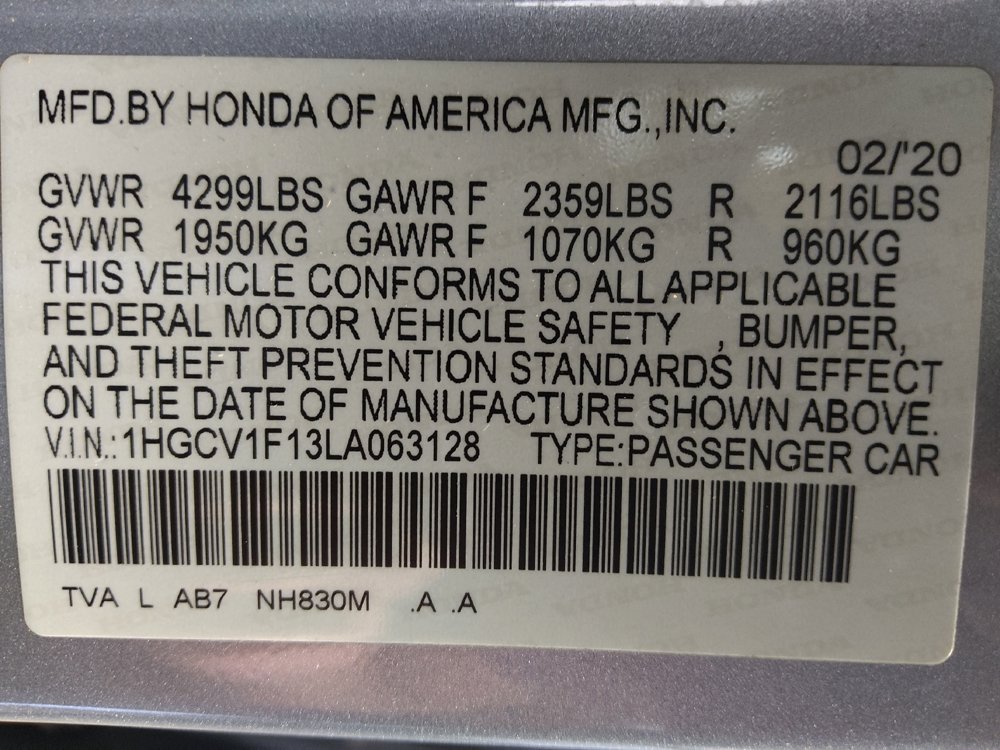 MFD.BY HONDA OF AMERICA MFG.,INC.
02/'20
GVWR 4299LBS GAWR F 2359LBS R 2116LBS
GVWR 1950KG GAWR F 1070KG R 960KG
THIS VEHICLE CONFORMS TO ALL APPLICABLE
FEDERAL MOTOR VEHICLE SAFETY , BUMPER,
AND THEFT PREVENTION STANDARDS IN EFFECT
ON THE DATE OF MANUFACTURE SHOWN ABOVE.
V.I.N.: 1HGCV1F13LA063128 TYPE:PASSENGER CAR
TVA L AB7 NH830M .A .A